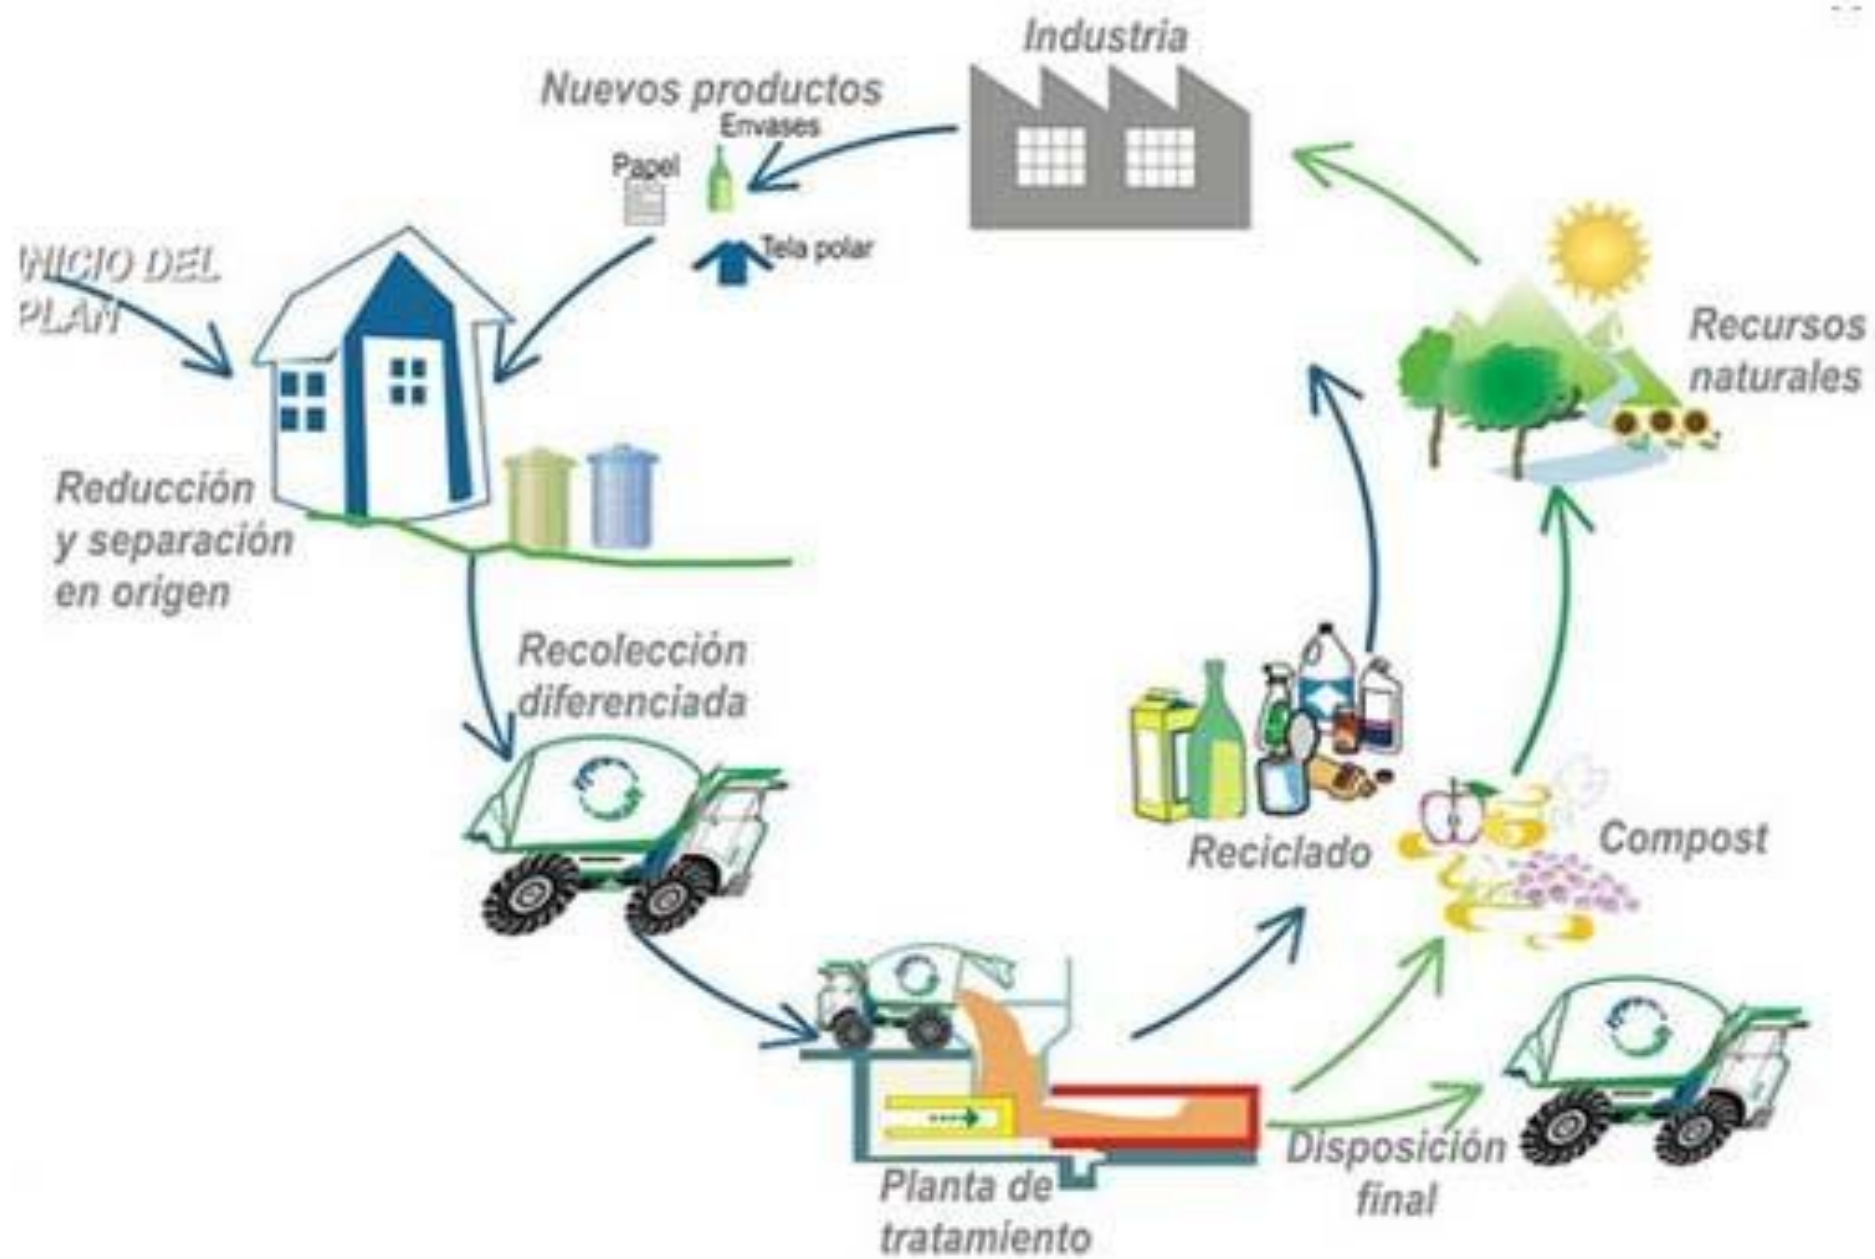 Industria
Nuevos productos
Envases
Papel
Tela polar
INICIO DEL
PLAN
Recursos
naturales
Reducción
y separación
en origen
Recolección
diferenciada
Reciclado
Compost
Disposición
final
Planta de
tratamiento